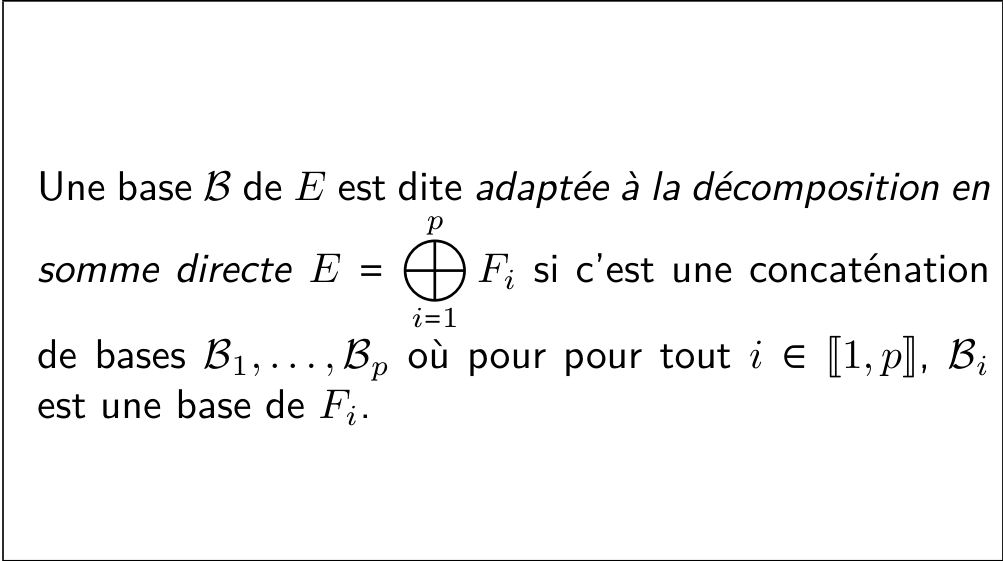 Une base $\mathcal{B}$ de $E$ est dite adaptée à la décomposition en
somme directe $E = \bigoplus_{i=1}^{p} F_i$ si c'est une concaténation
de bases $\mathcal{B}_1, \ldots, \mathcal{B}_p$ où pour pour tout $i \in [\![1, p]\!]$, $\mathcal{B}_i$
est une base de $F_i$.